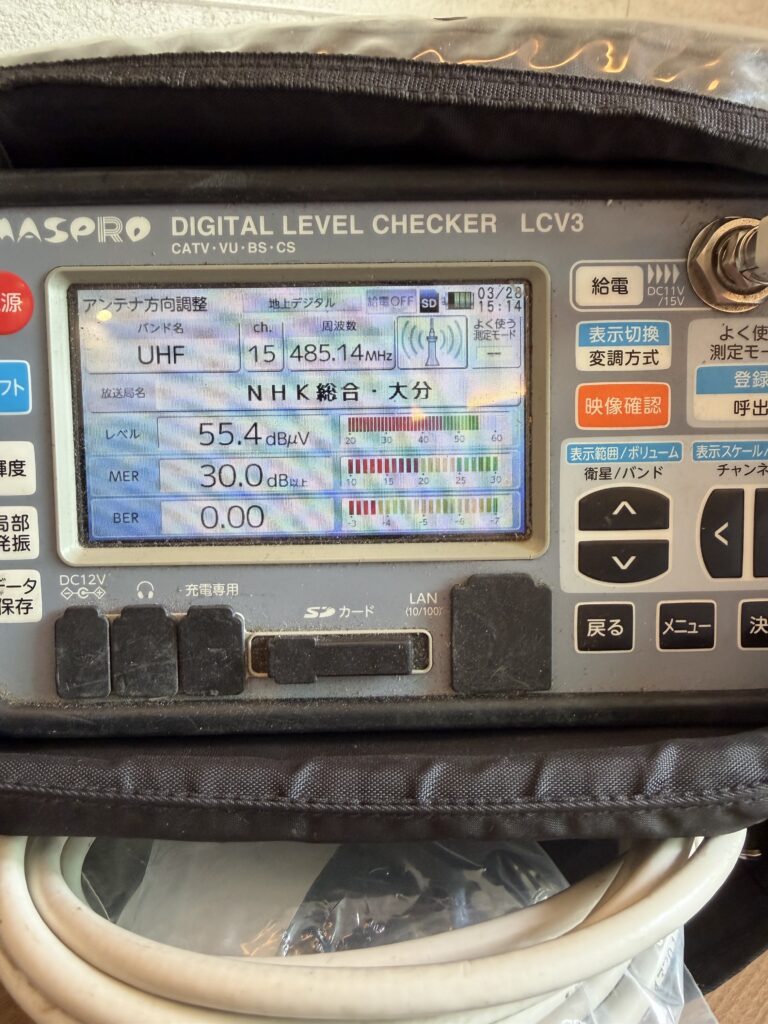 MASPRO DIGITAL LEVEL CHECKER LCV3
CATV・VU・BS・CS
アンテナ方向調整 地上デジタル 給電OFF SD 03/28 15:14
バンド名 ch. 周波数 よく使う測定モード
UHF 15 485.14MHz —
放送局名 NHK総合・大分
レベル 55.4dBμV 20 30 40 50 60
MER 30.0dB以上 10 15 20 25 30
BER 0.00 -3 -4 -5 -6 -7
源
フト
輝度
局部
発振
データ
保存
給電 DC11V/15V
表示切換
変調方式
映像確認
よく使
測定モー
登録
呼出
表示範囲/ボリューム
衛星/バンド
表示スケール/
チャンネ
戻る メニュー 決
DC12V 充電専用 SDカード LAN
(10/100)